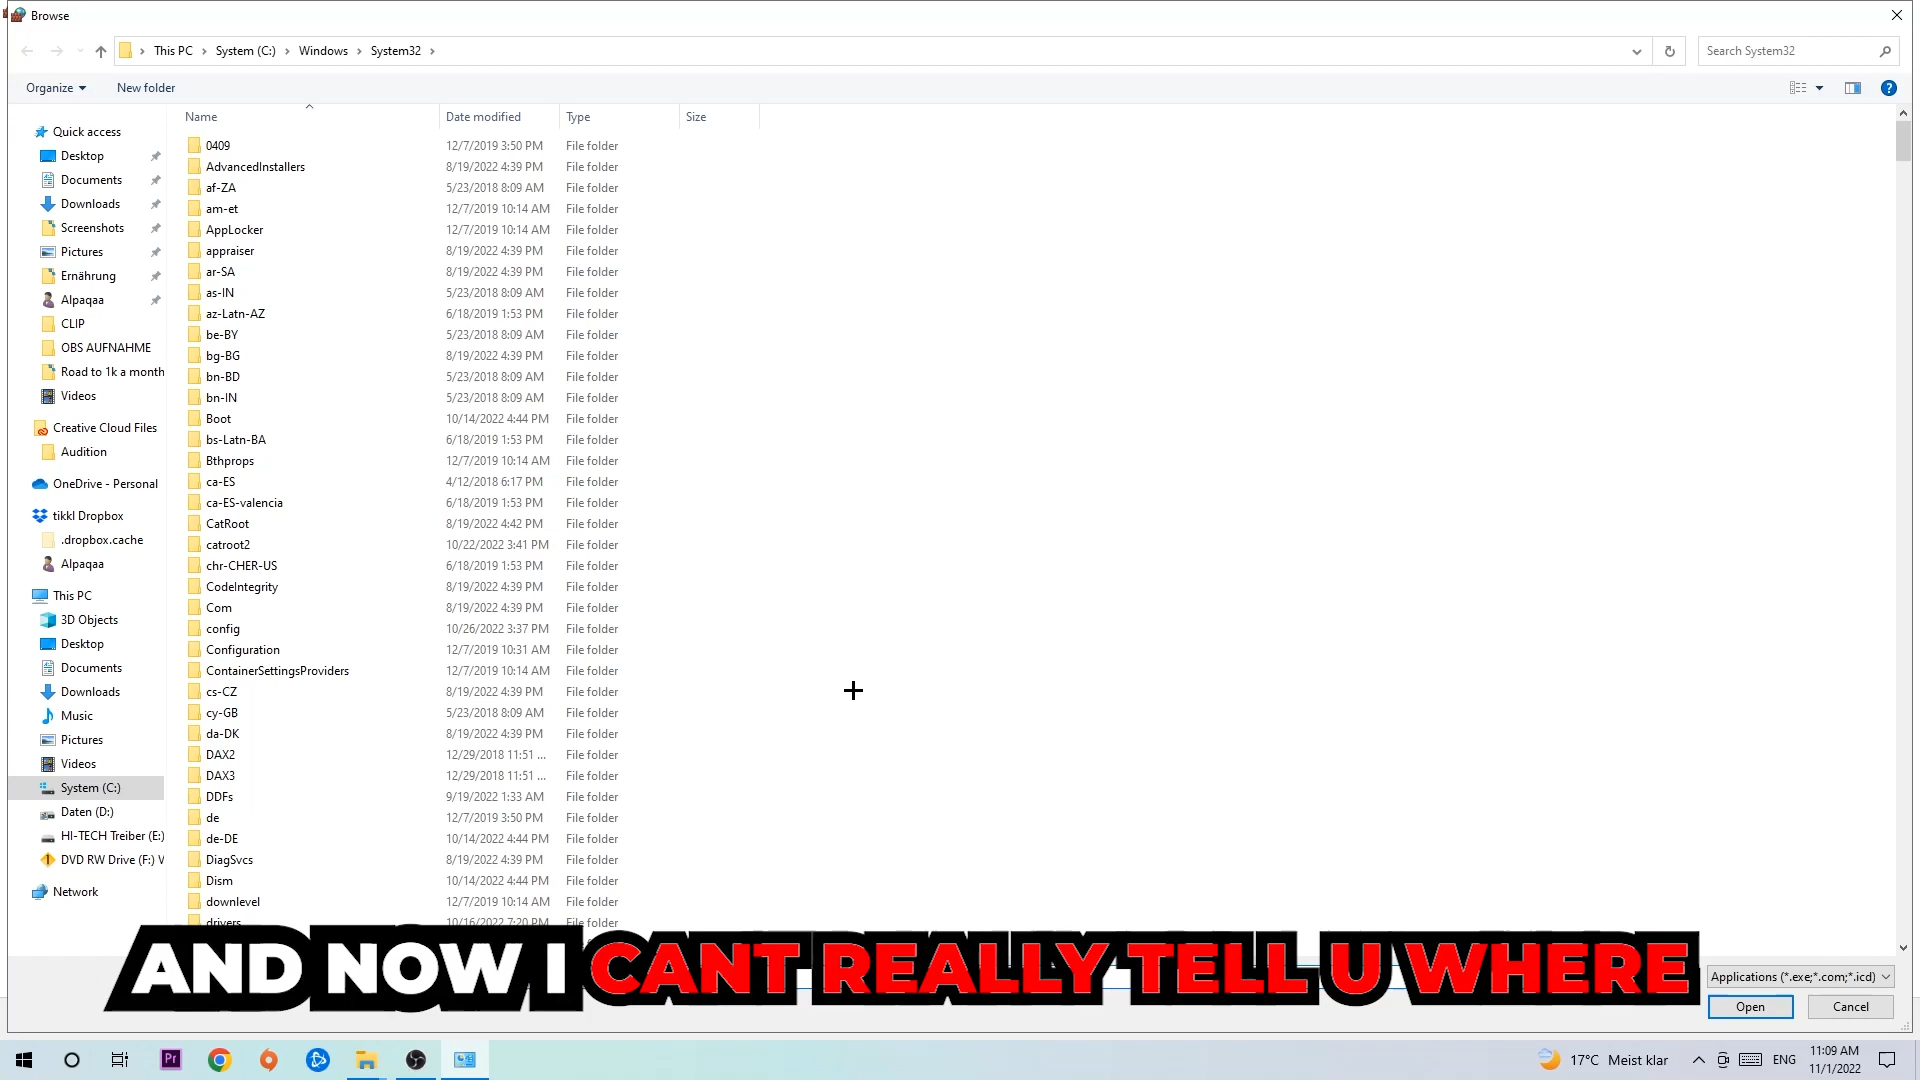 Browse
This PC
System (C:)
Windows
System32
Search System32
Organize
New folder
Name
Date modified
Type
Size
Quick access
Desktop
Documents
Downloads
Screenshots
Pictures
Ernährung
Alpaqaa
CLIP
OBS AUFNAHME
Road to 1k a month
Videos
Creative Cloud Files
Audition
OneDrive - Personal
tikkl Dropbox
.dropbox.cache
Alpaqaa
This PC
3D Objects
Desktop
Documents
Downloads
Music
Pictures
Videos
System (C:)
Daten (D:)
HI-TECH Treiber (E:)
DVD RW Drive (F:) V
Network
0409 12/7/2019 3:50 PM File folder
AdvancedInstallers 8/19/2022 4:39 PM File folder
af-ZA 5/23/2018 8:09 AM File folder
am-et 12/7/2019 10:14 AM File folder
AppLocker 12/7/2019 10:14 AM File folder
appraiser 8/19/2022 4:39 PM File folder
ar-SA 8/19/2022 4:39 PM File folder
as-IN 5/23/2018 8:09 AM File folder
az-Latn-AZ 6/18/2019 1:53 PM File folder
be-BY 5/23/2018 8:09 AM File folder
bg-BG 8/19/2022 4:39 PM File folder
bn-BD 5/23/2018 8:09 AM File folder
bn-IN 5/23/2018 8:09 AM File folder
Boot 10/14/2022 4:44 PM File folder
bs-Latn-BA 6/18/2019 1:53 PM File folder
Bthprops 12/7/2019 10:14 AM File folder
ca-ES 4/12/2018 6:17 PM File folder
ca-ES-valencia 6/18/2019 1:53 PM File folder
CatRoot 8/19/2022 4:42 PM File folder
catroot2 10/22/2022 3:41 PM File folder
chr-CHER-US 6/18/2019 1:53 PM File folder
CodeIntegrity 8/19/2022 4:39 PM File folder
Com 8/19/2022 4:39 PM File folder
config 10/26/2022 3:37 PM File folder
Configuration 12/7/2019 10:31 AM File folder
ContainerSettingsProviders 12/7/2019 10:14 AM File folder
cs-CZ 8/19/2022 4:39 PM File folder
cy-GB 5/23/2018 8:09 AM File folder
da-DK 8/19/2022 4:39 PM File folder
DAX2 12/29/2018 11:51 ... File folder
DAX3 12/29/2018 11:51 ... File folder
DDFs 9/19/2022 1:33 AM File folder
de 12/7/2019 3:50 PM File folder
de-DE 10/14/2022 4:44 PM File folder
DiagSvcs 8/19/2022 4:39 PM File folder
Dism 10/14/2022 4:44 PM File folder
downlevel 12/7/2019 10:14 AM File folder
drivers 10/16/2022 7:20 PM File folder
AND NOW I CANT REALLY TELL U WHERE
Applications (*.exe;*.com;*.icd)
Open
Cancel
Pr
17°C Meist klar
ENG
11:09 AM
11/1/2022